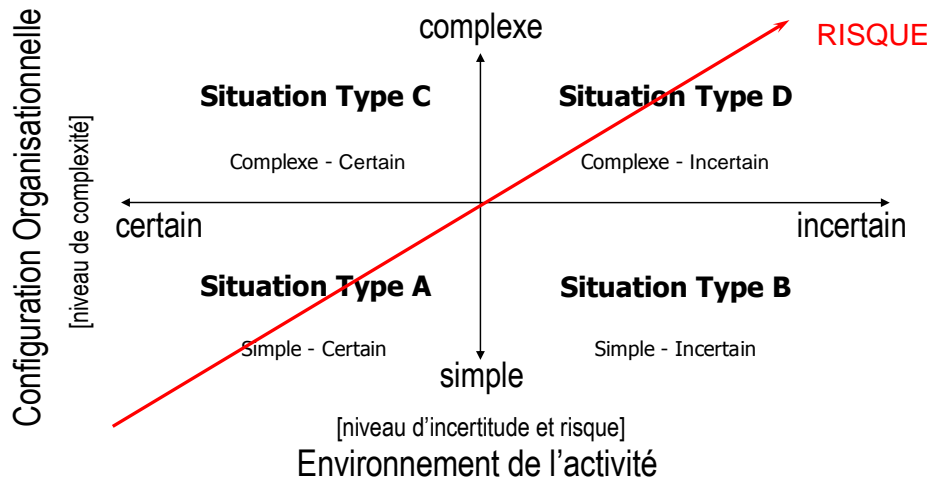 complexe
RISQUE
Situation Type C
Situation Type D
Complexe - Certain
Complexe - Incertain
Configuration Organisationnelle
[niveau de complexité]
certain
incertain
Situation Type A
Situation Type B
Simple - Certain
Simple - Incertain
simple
[niveau d’incertitude et risque]
Environnement de l’activité